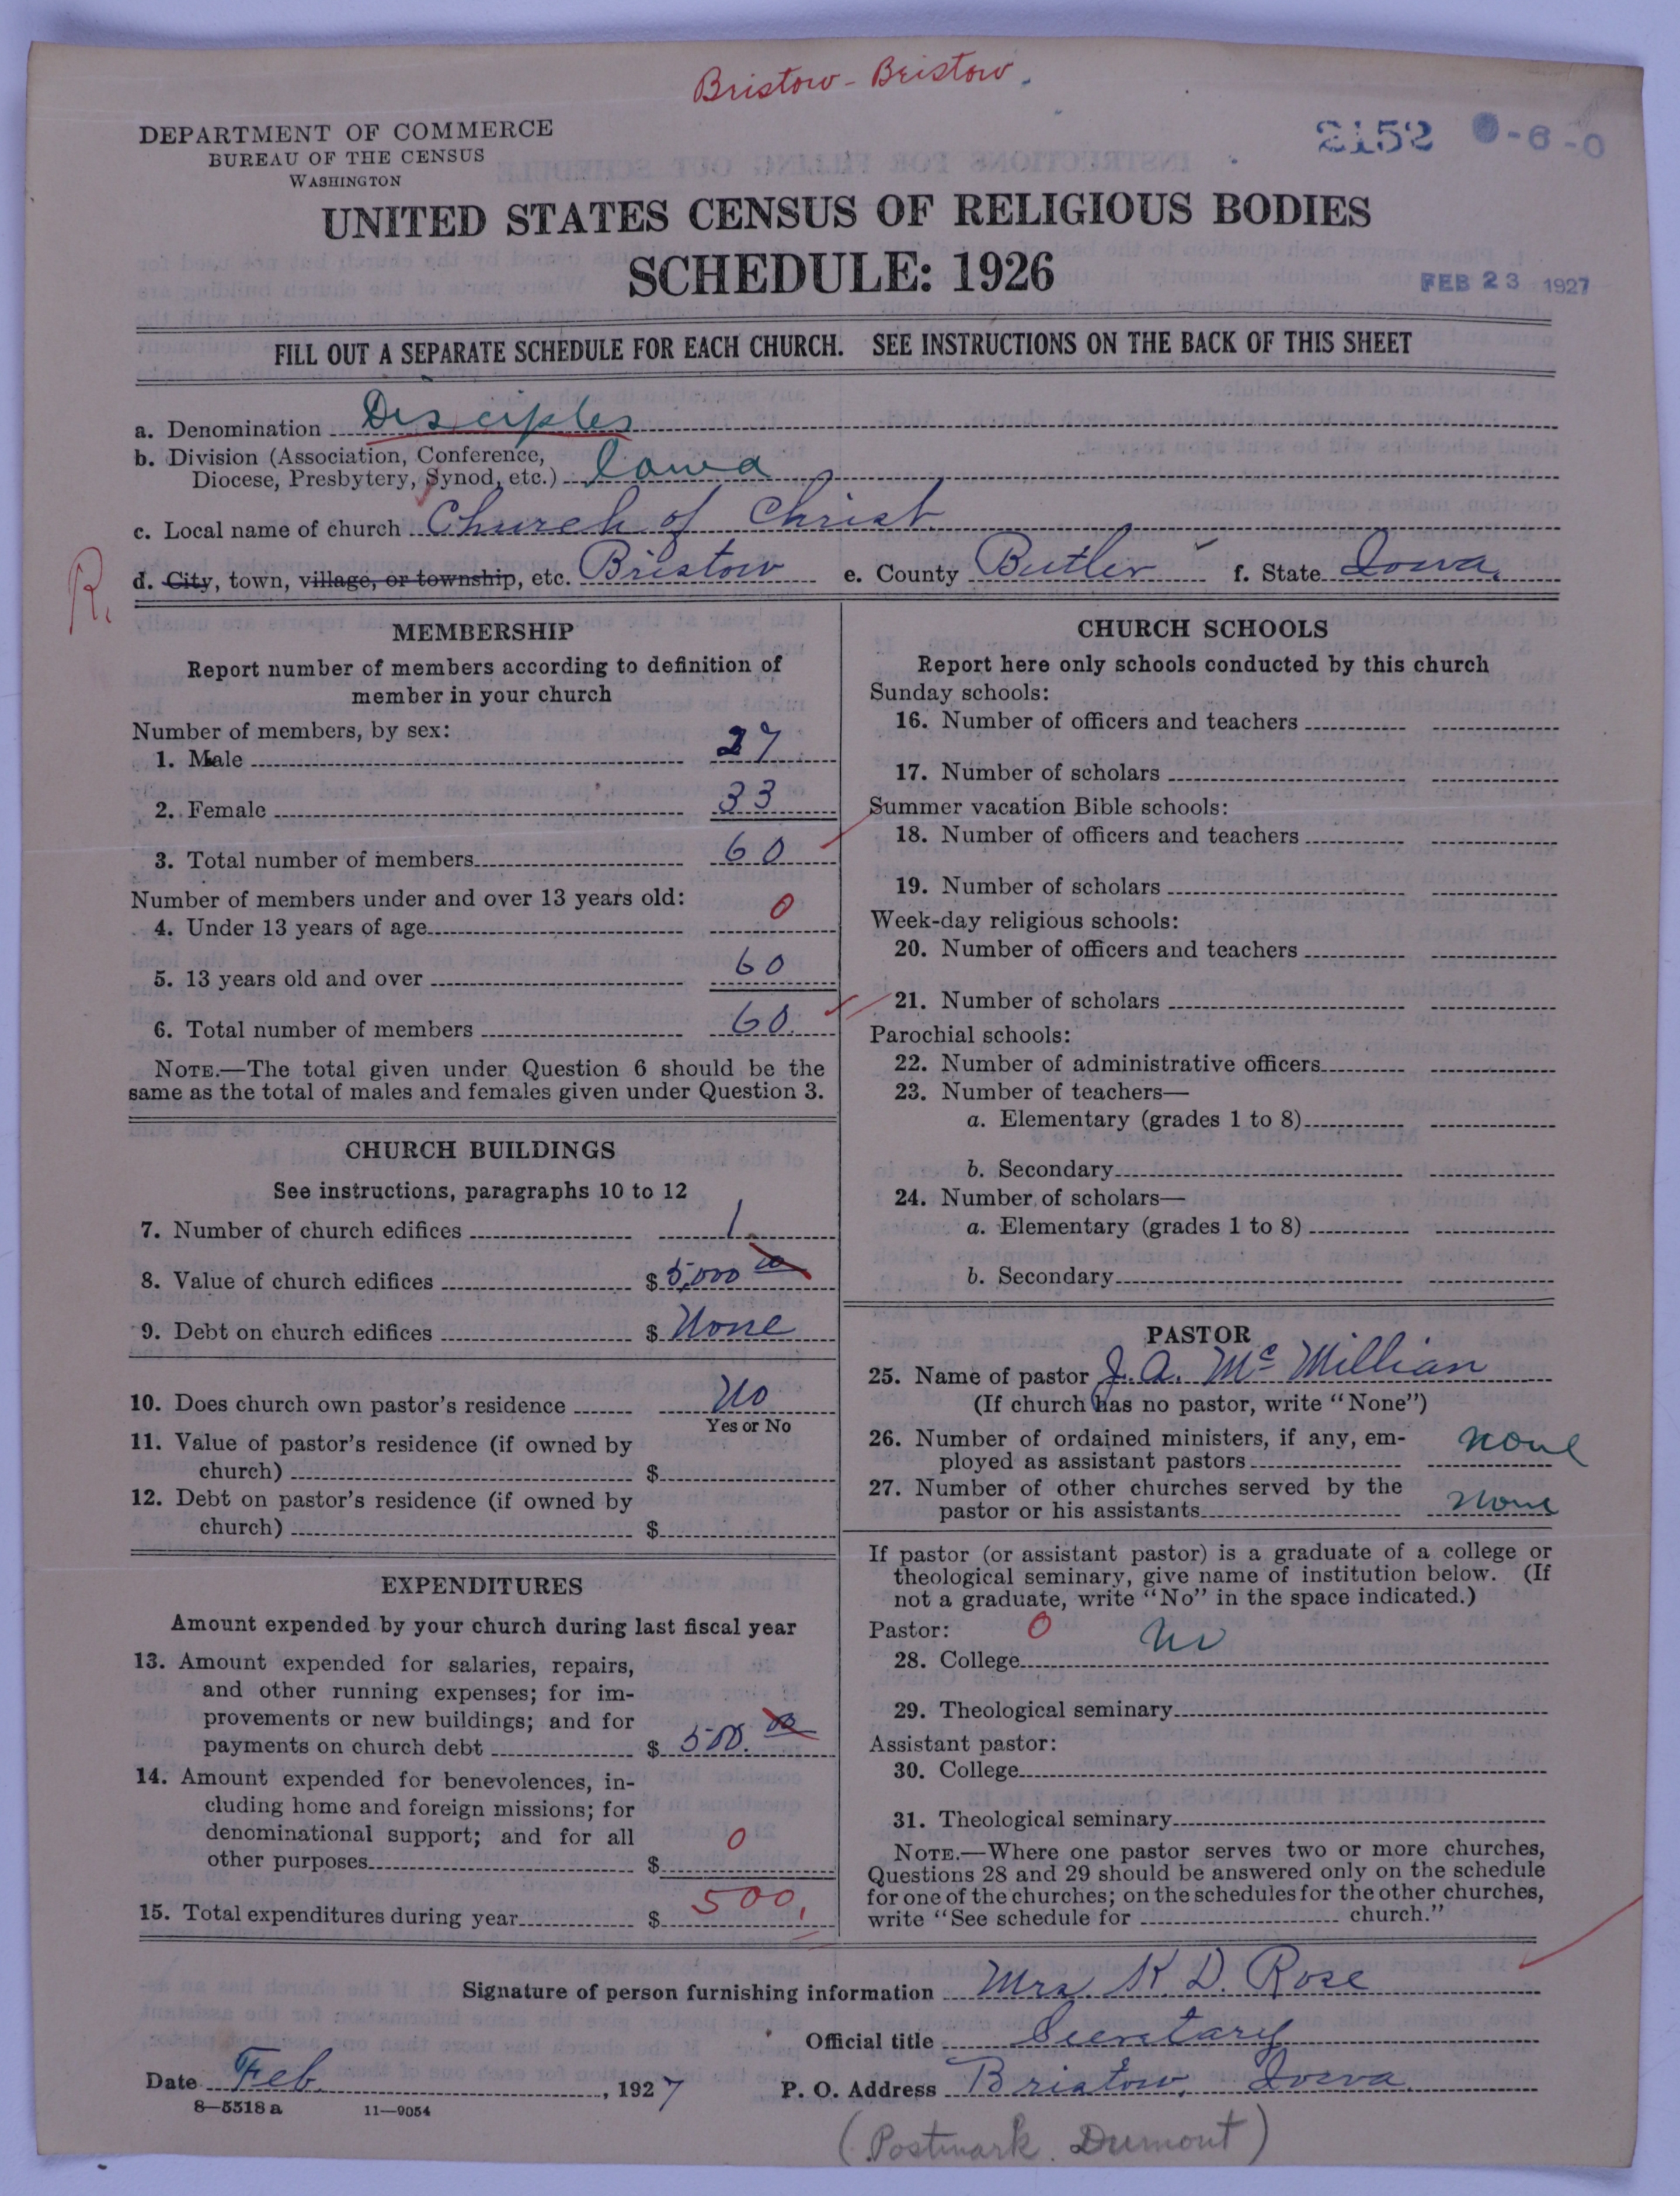 Bristow - Bristow.
DEPARTMENT OF COMMERCE
BUREAU OF THE CENSUS
WASHINGTON
2152 0-6-0
UNITED STATES CENSUS OF RELIGIOUS BODIES
SCHEDULE: 1926
FEB 23 1927
FILL OUT A SEPARATE SCHEDULE FOR EACH CHURCH. SEE INSTRUCTIONS ON THE BACK OF THIS SHEET
a. Denomination Disciples
b. Division (Association, Conference,
Diocese, Presbytery, Synod, etc.) Iowa
c. Local name of church Church of Christ
R.
d. City, town, village, or township, etc. Bristow e. County Butler f. State Iowa.
MEMBERSHIP
Report number of members according to definition of
member in your church
Number of members, by sex:
1. Male 27
2. Female 33
3. Total number of members 60
Number of members under and over 13 years old:
4. Under 13 years of age 0
5. 13 years old and over 60
6. Total number of members 60
NOTE.—The total given under Question 6 should be the
same as the total of males and females given under Question 3.
CHURCH BUILDINGS
See instructions, paragraphs 10 to 12
7. Number of church edifices 1
8. Value of church edifices $ 5,000 00
9. Debt on church edifices $ None
10. Does church own pastor's residence No
Yes or No
11. Value of pastor's residence (if owned by
church) $
12. Debt on pastor's residence (if owned by
church) $
EXPENDITURES
Amount expended by your church during last fiscal year
13. Amount expended for salaries, repairs,
and other running expenses; for im-
provements or new buildings; and for
payments on church debt $ 500. 00
14. Amount expended for benevolences, in-
cluding home and foreign missions; for
denominational support; and for all
other purposes $ 0
15. Total expenditures during year $ 500.
CHURCH SCHOOLS
Report here only schools conducted by this church
Sunday schools:
16. Number of officers and teachers
17. Number of scholars
Summer vacation Bible schools:
18. Number of officers and teachers
19. Number of scholars
Week-day religious schools:
20. Number of officers and teachers
21. Number of scholars
Parochial schools:
22. Number of administrative officers
23. Number of teachers—
a. Elementary (grades 1 to 8)
b. Secondary
24. Number of scholars—
a. Elementary (grades 1 to 8)
b. Secondary
PASTOR
25. Name of pastor J. A. McMillian
(If church has no pastor, write "None")
26. Number of ordained ministers, if any, em-
ployed as assistant pastors none
27. Number of other churches served by the
pastor or his assistants none
If pastor (or assistant pastor) is a graduate of a college or
theological seminary, give name of institution below. (If
not a graduate, write "No" in the space indicated.)
Pastor: 0
28. College No
29. Theological seminary
Assistant pastor:
30. College
31. Theological seminary
NOTE.—Where one pastor serves two or more churches,
Questions 28 and 29 should be answered only on the schedule
for one of the churches; on the schedules for the other churches,
write "See schedule for church."
Signature of person furnishing information Mrs K. D. Rose
Official title Secretary
Date Feb. , 1927 P. O. Address Bristow, Iowa
8—5518 a 11—9054
(Postmark Dumont)